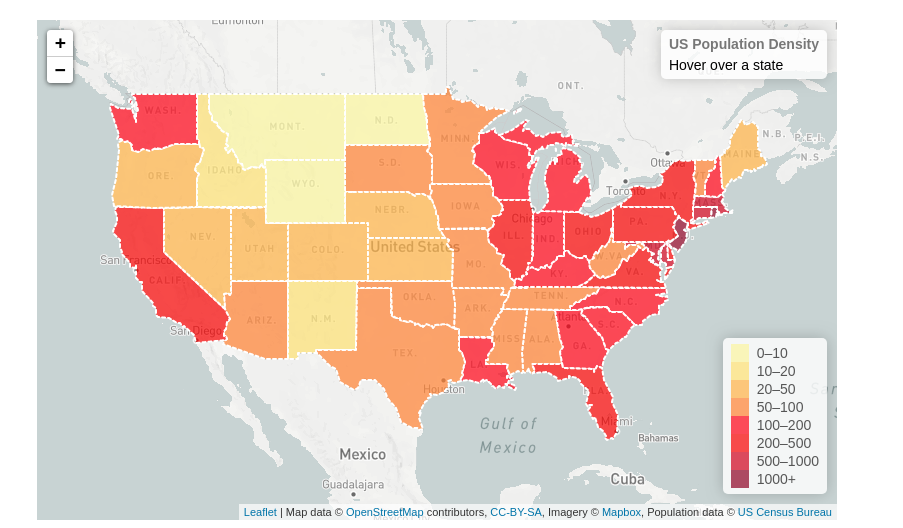 Edmonton
+
−
US Population Density
Hover over a state
ONT.
WASH.
MONT.
N.D.
MINN.
N.B.
P.E.I.
N.S.
MAINE
Ottawa
ORE.
IDAHO
S.D.
WIS.
WYO.
Toronto
N.Y.
MASS.
NEBR.
IOWA
Chicago
PA.
NEV.
UTAH
COLO.
United States
ILL.
IND.
OHIO
San Francisco
MO.
W.VA.
VA.
CALIF.
KY.
OKLA.
TENN.
N.C.
ARIZ.
N.M.
ARK.
Atlanta
S.C.
San Diego
MISS.
ALA.
GA.
TEX.
LA.
Houston
FLA.
Miami
Gulf of
Mexico
Bahamas
Mexico
Cuba
Guadalajara
San
0–10
10–20
20–50
50–100
100–200
200–500
500–1000
1000+
Leaflet | Map data © OpenStreetMap contributors, CC-BY-SA, Imagery © Mapbox, Population data © US Census Bureau